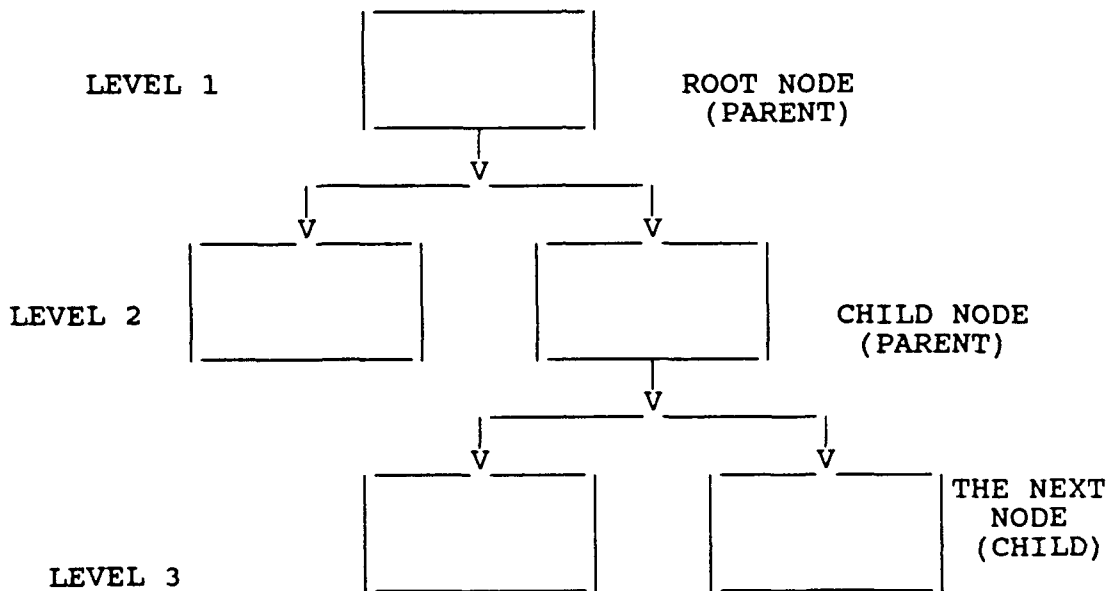 LEVEL 1
ROOT NODE
(PARENT)
LEVEL 2
CHILD NODE
(PARENT)
THE NEXT
NODE
(CHILD)
LEVEL 3